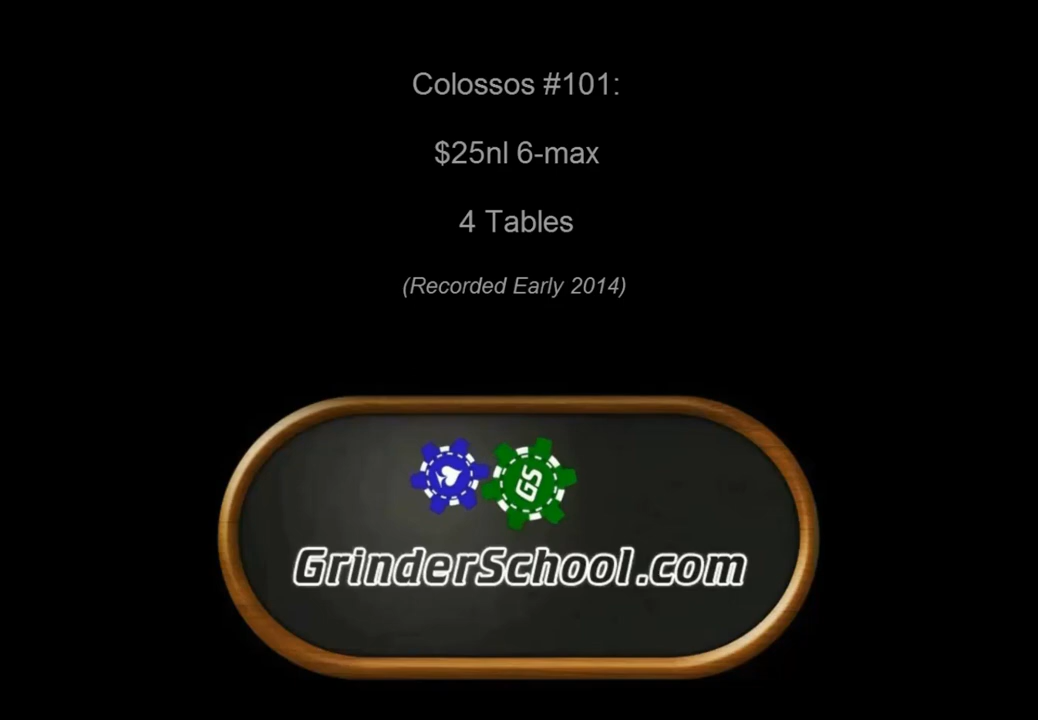 Colossos #101:
$25nl 6-max
4 Tables
(Recorded Early 2014)
GS
GrinderSchool.com